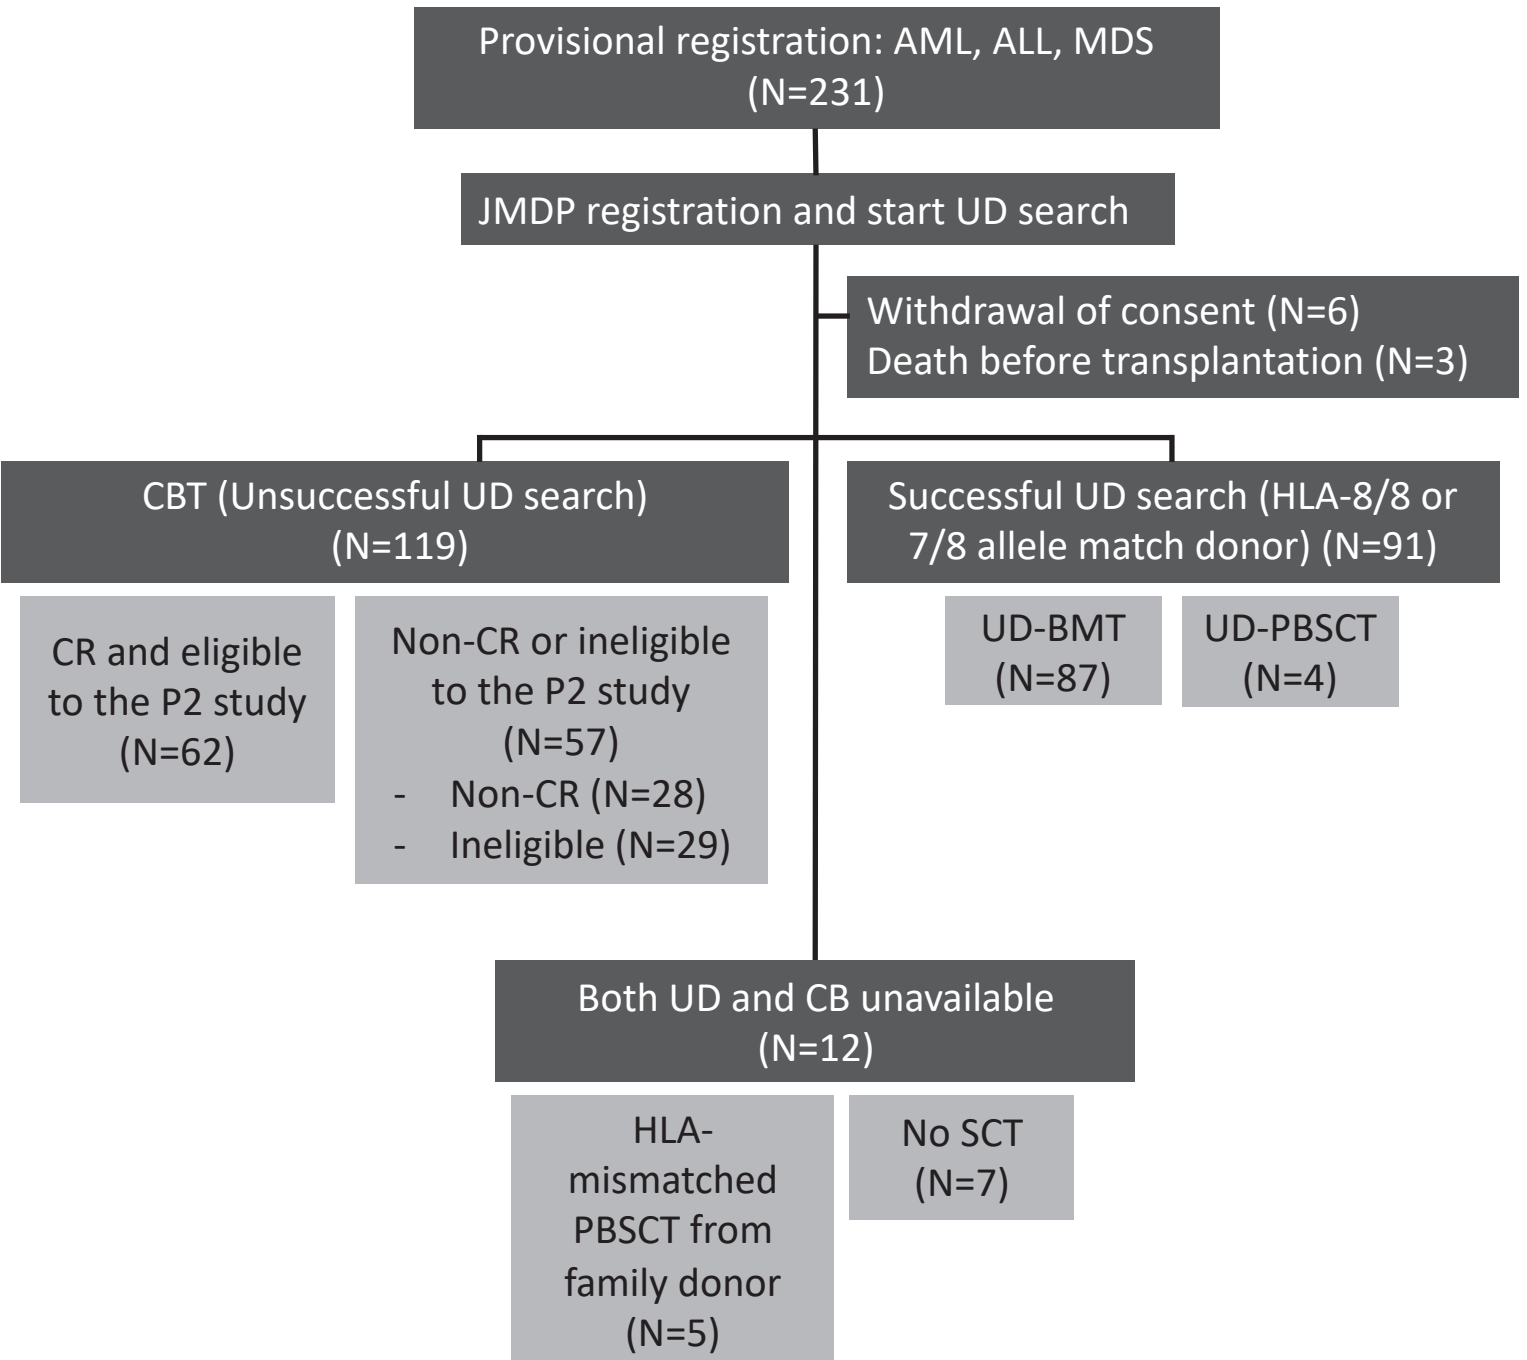 Provisional registration: AML, ALL, MDS
(N=231)
JMDP registration and start UD search
Withdrawal of consent (N=6)
Death before transplantation (N=3)
CBT (Unsuccessful UD search)
(N=119)
Successful UD search (HLA-8/8 or
7/8 allele match donor) (N=91)
CR and eligible
to the P2 study
(N=62)
Non-CR or ineligible
to the P2 study
(N=57)
- Non-CR (N=28)
- Ineligible (N=29)
UD-BMT
(N=87)
UD-PBSCT
(N=4)
Both UD and CB unavailable
(N=12)
HLA-
mismatched
PBSCT from
family donor
(N=5)
No SCT
(N=7)